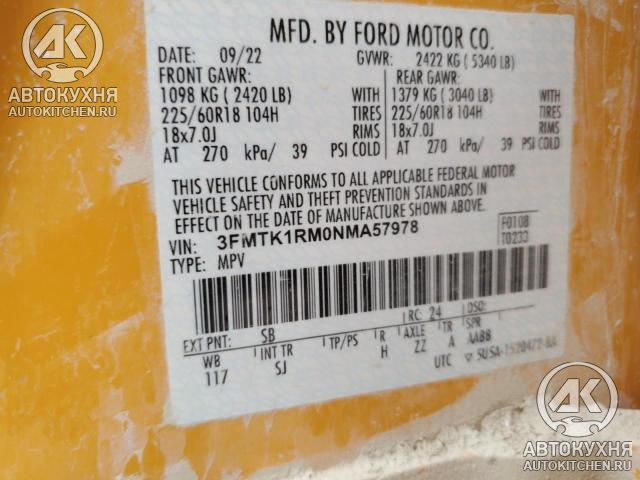 АВТОКУХНЯ
AUTOKITCHEN.RU
MFD. BY FORD MOTOR CO.
DATE: 09/22 GVWR: 2422 KG ( 5340 LB)
FRONT GAWR: REAR GAWR:
1098 KG ( 2420 LB) WITH 1379 KG ( 3040 LB) WITH
225/60R18 104H TIRES 225/60R18 104H TIRES
18x7.0J RIMS 18x7.0J RIMS
AT 270 kPa/ 39 PSI COLD AT 270 kPa/ 39 PSI COLD
THIS VEHICLE CONFORMS TO ALL APPLICABLE FEDERAL MOTOR
VEHICLE SAFETY AND THEFT PREVENTION STANDARDS IN
EFFECT ON THE DATE OF MANUFACTURE SHOWN ABOVE.
VIN: 3FMTK1RM0NMA57978 F0108
TYPE: MPV T0233
EXT PNT: SB RC: 24 DSO:
WB INT TR TP/PS R AXLE TR SPR
117 SJ H ZZ A AABB
UTC
АВТОКУХНЯ
AUTOKITCHEN.RU